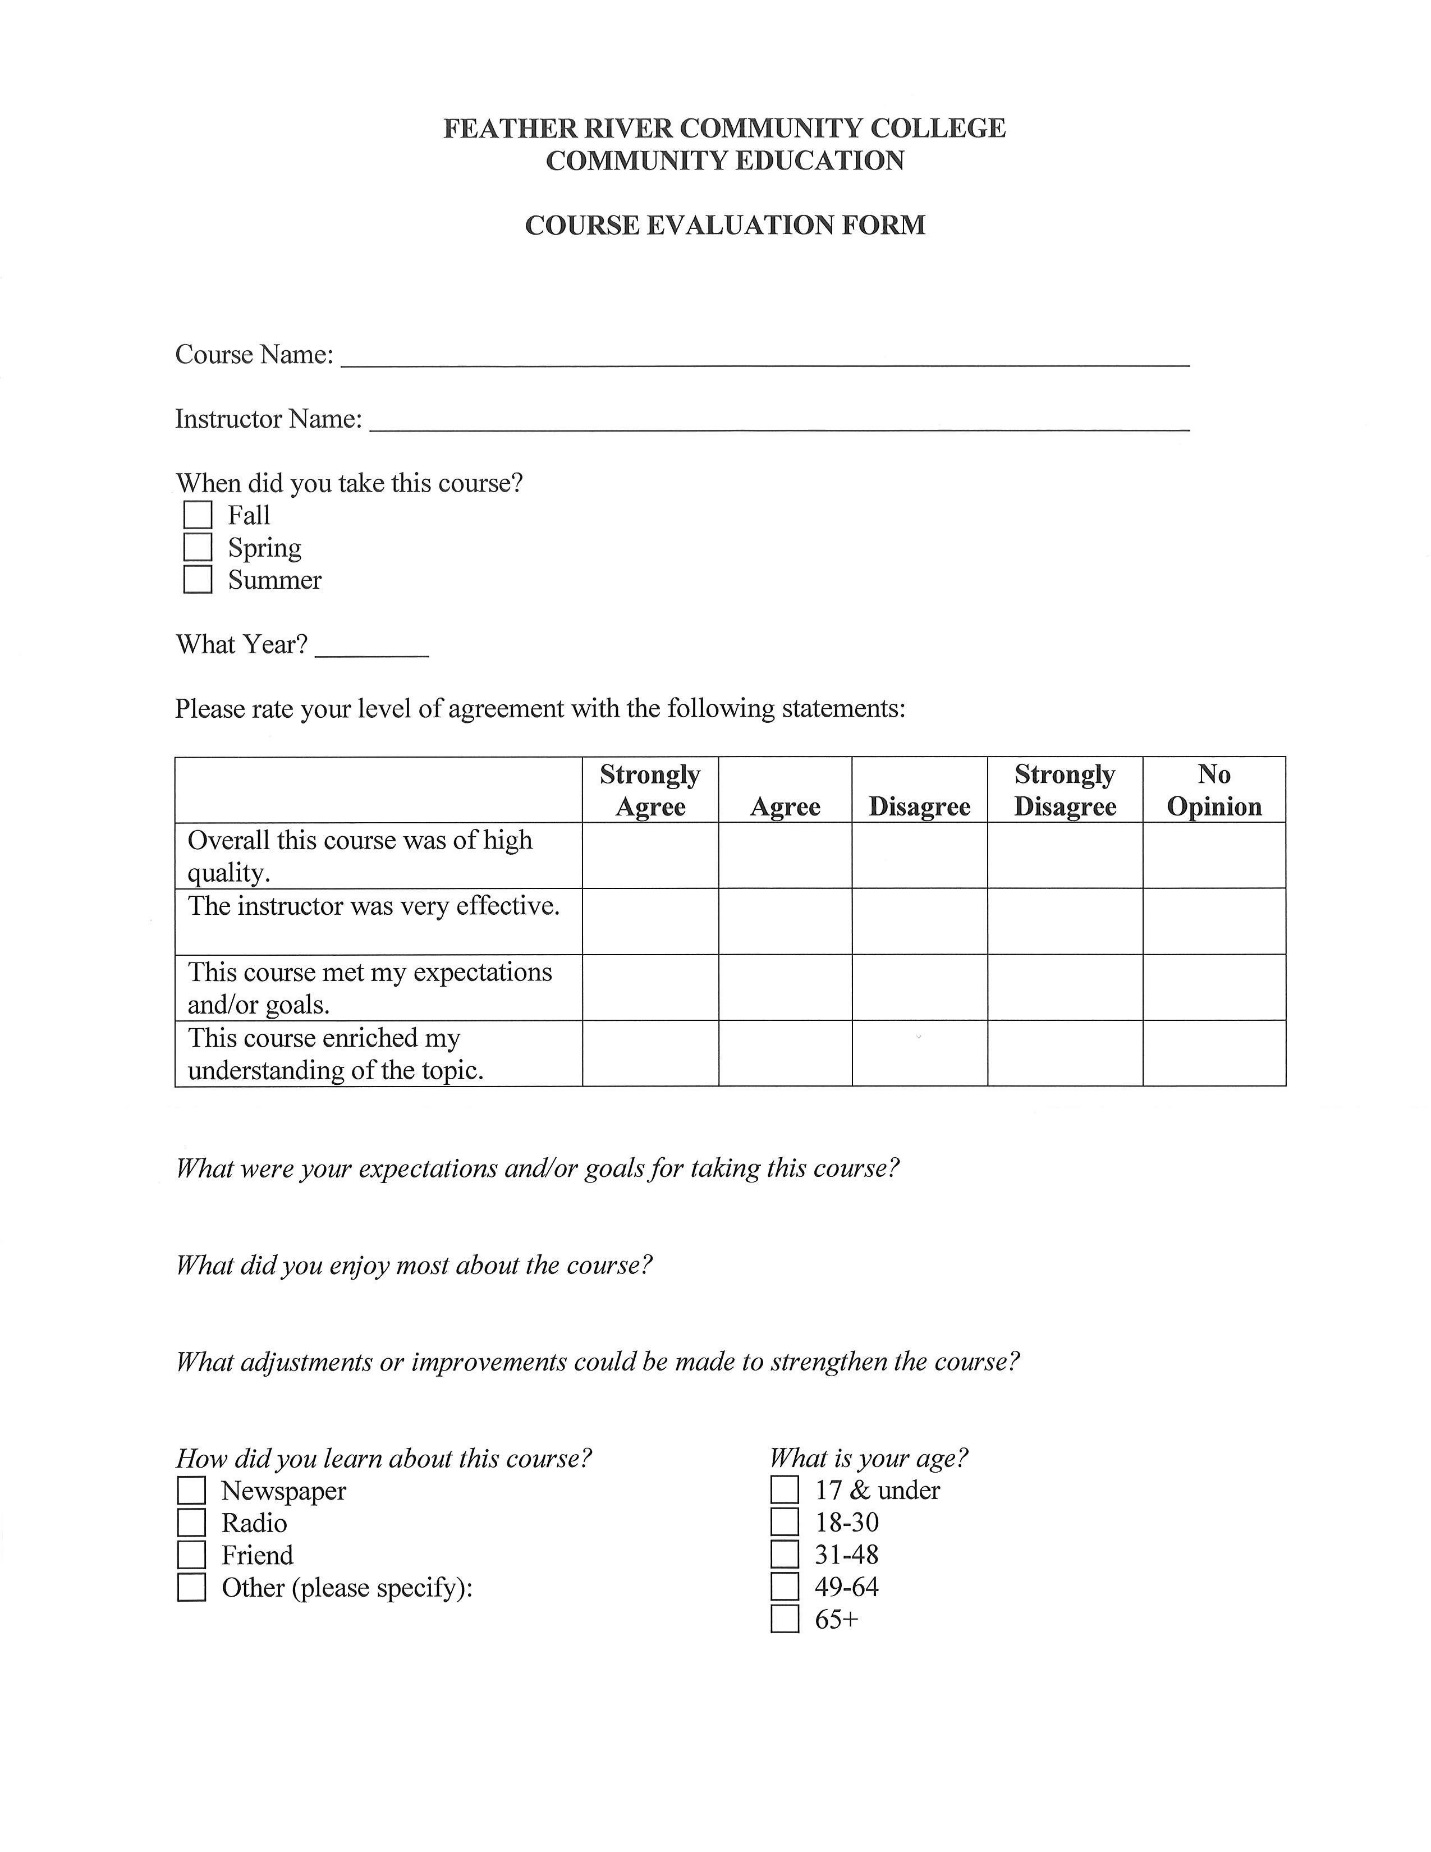 FEATHER RIVER COMMUNITY COLLEGE
COMMUNITY EDUCATION
COURSE EVALUATION FORM
Course Name:
Instructor Name:
When did you take this course?
Fall
Spring
Summer
What Year?
Please rate your level of agreement with the following statements:
Strongly Agree
Agree
Disagree
Strongly Disagree
No Opinion
Overall this course was of high
quality.
The instructor was very effective.
This course met my expectations
and/or goals.
This course enriched my
understanding of the topic.
What were your expectations and/or goals for taking this course?
What did you enjoy most about the course?
What adjustments or improvements could be made to strengthen the course?
How did you learn about this course?
Newspaper
Radio
Friend
Other (please specify):
What is your age?
17 & under
18-30
31-48
49-64
65+